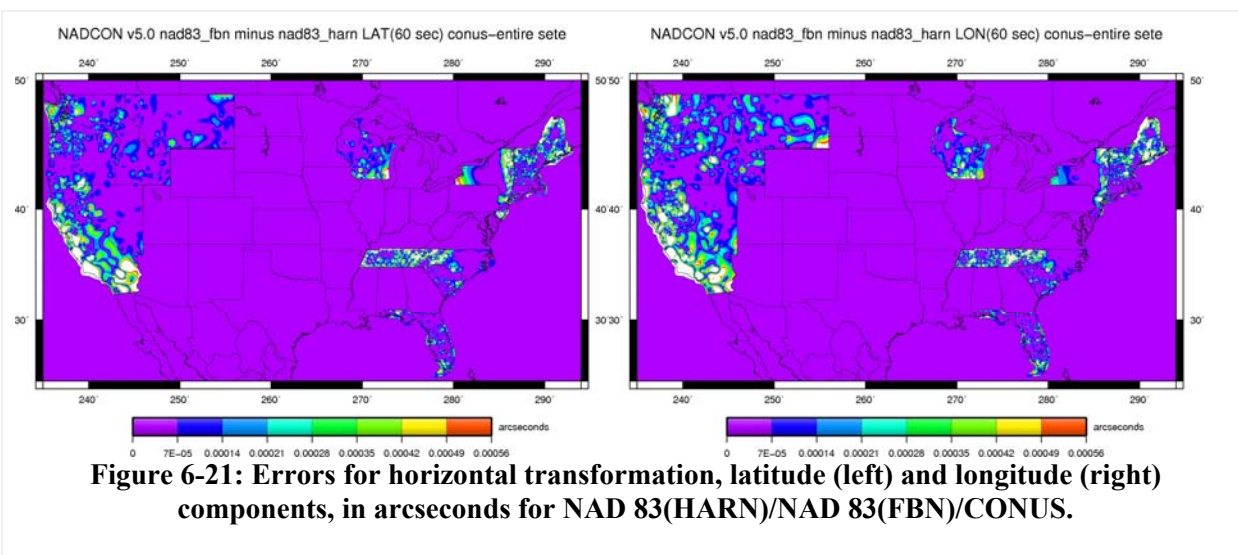 NADCON v5.0 nad83_fbn minus nad83_harn LAT(60 sec) conus−entire sete
NADCON v5.0 nad83_fbn minus nad83_harn LON(60 sec) conus−entire sete
240˚ 250˚ 260˚ 270˚ 280˚ 290˚
240˚ 250˚ 260˚ 270˚ 280˚ 290˚
50˚ 50˚50˚ 50˚
40˚ 40˚40˚ 40˚
30˚ 30˚30˚ 30˚
240˚ 250˚ 260˚ 270˚ 280˚ 290˚
240˚ 250˚ 260˚ 270˚ 280˚ 290˚
arcseconds
0 7E−05 0.00014 0.00021 0.00028 0.00035 0.00042 0.00049 0.00056
arcseconds
0 7E−05 0.00014 0.00021 0.00028 0.00035 0.00042 0.00049 0.00056
Figure 6-21: Errors for horizontal transformation, latitude (left) and longitude (right)
components, in arcseconds for NAD 83(HARN)/NAD 83(FBN)/CONUS.